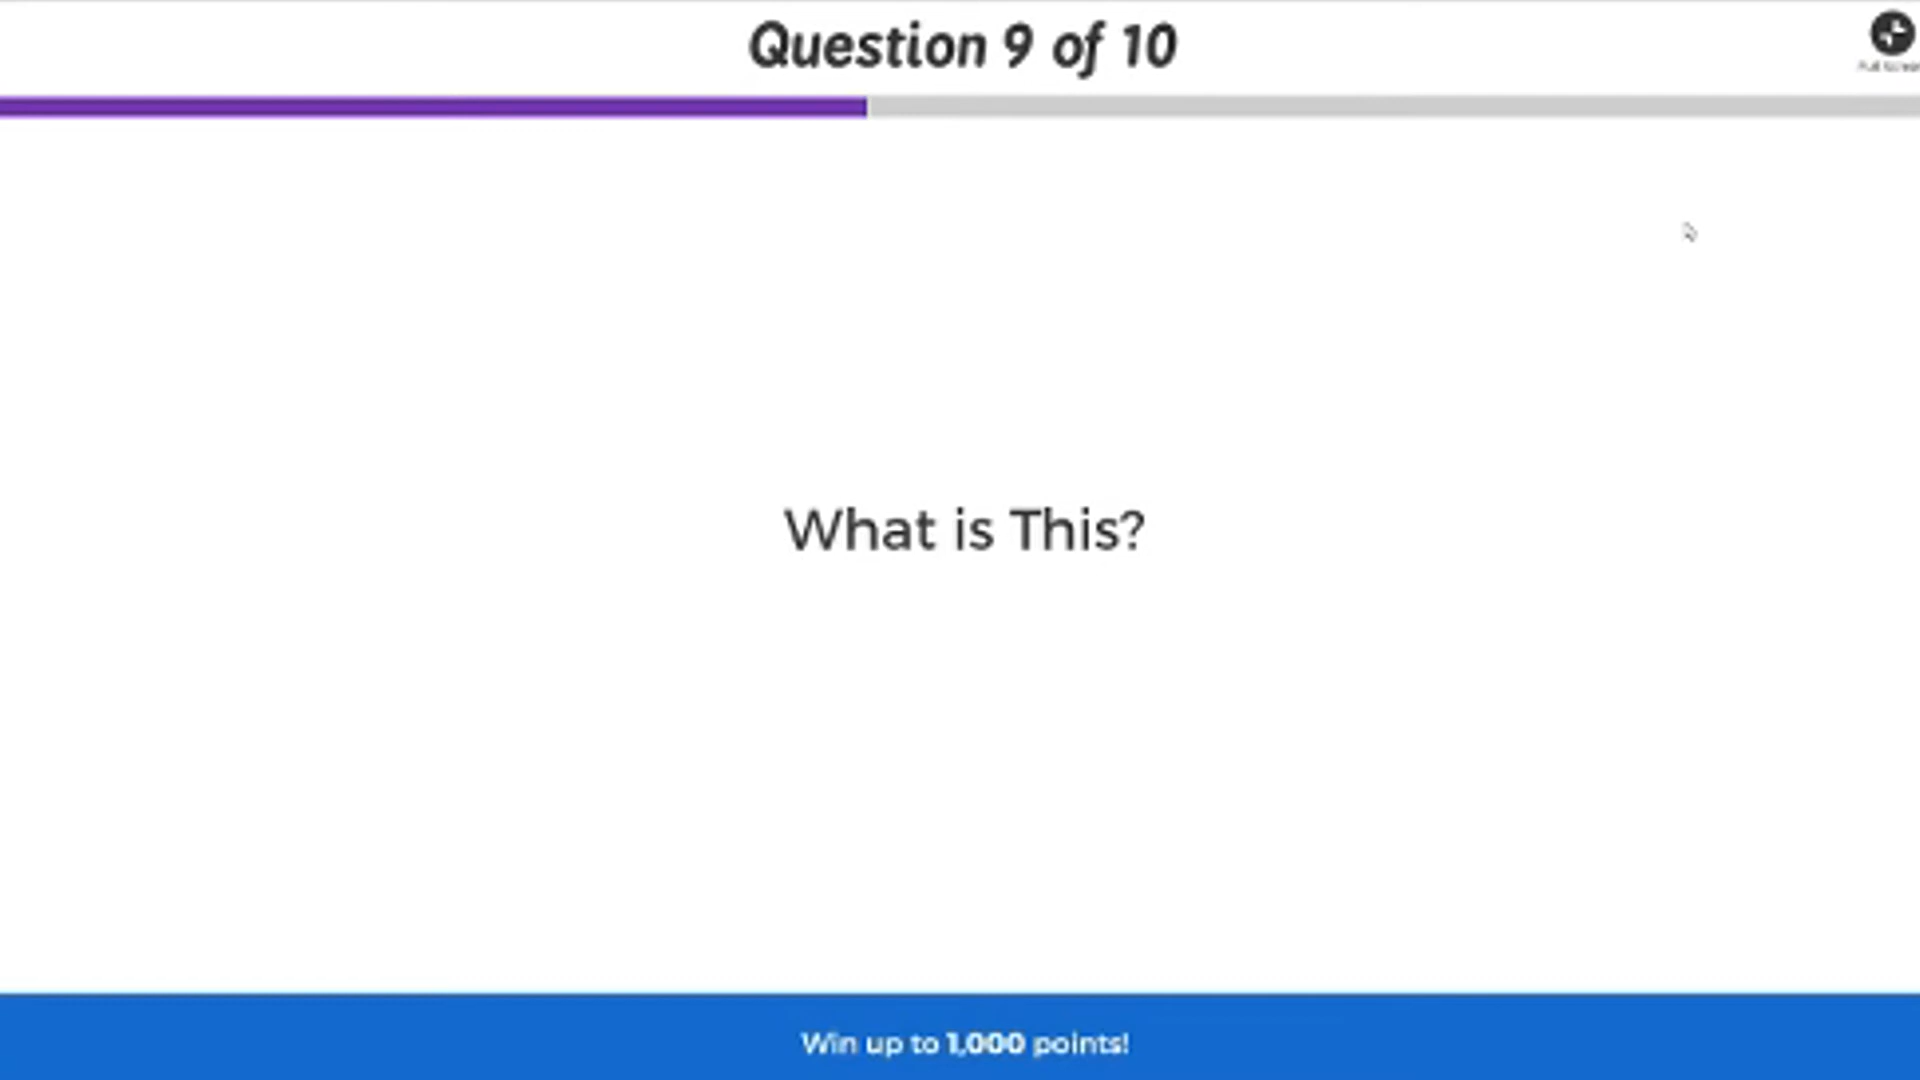 Question 9 of 10
What is This?
Win up to 1,000 points!